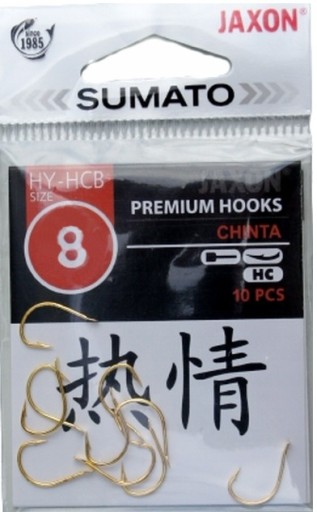 JAXON®
SINCE
1985
SUMATO
HY-HCB
SIZE
8
JAXON
PREMIUM HOOKS
CHINTA
HC
10 PCS
热情